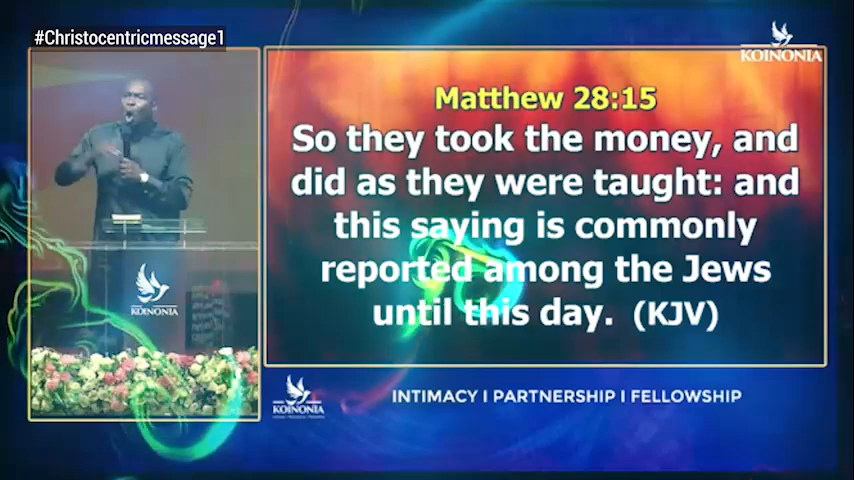 #Christocentricmessage1
KOINONIA
Matthew 28:15
So they took the money, and
did as they were taught: and
this saying is commonly
reported among the Jews
until this day. (KJV)
KOINONIA
KOINONIA
INTIMACY I PARTNERSHIP I FELLOWSHIP